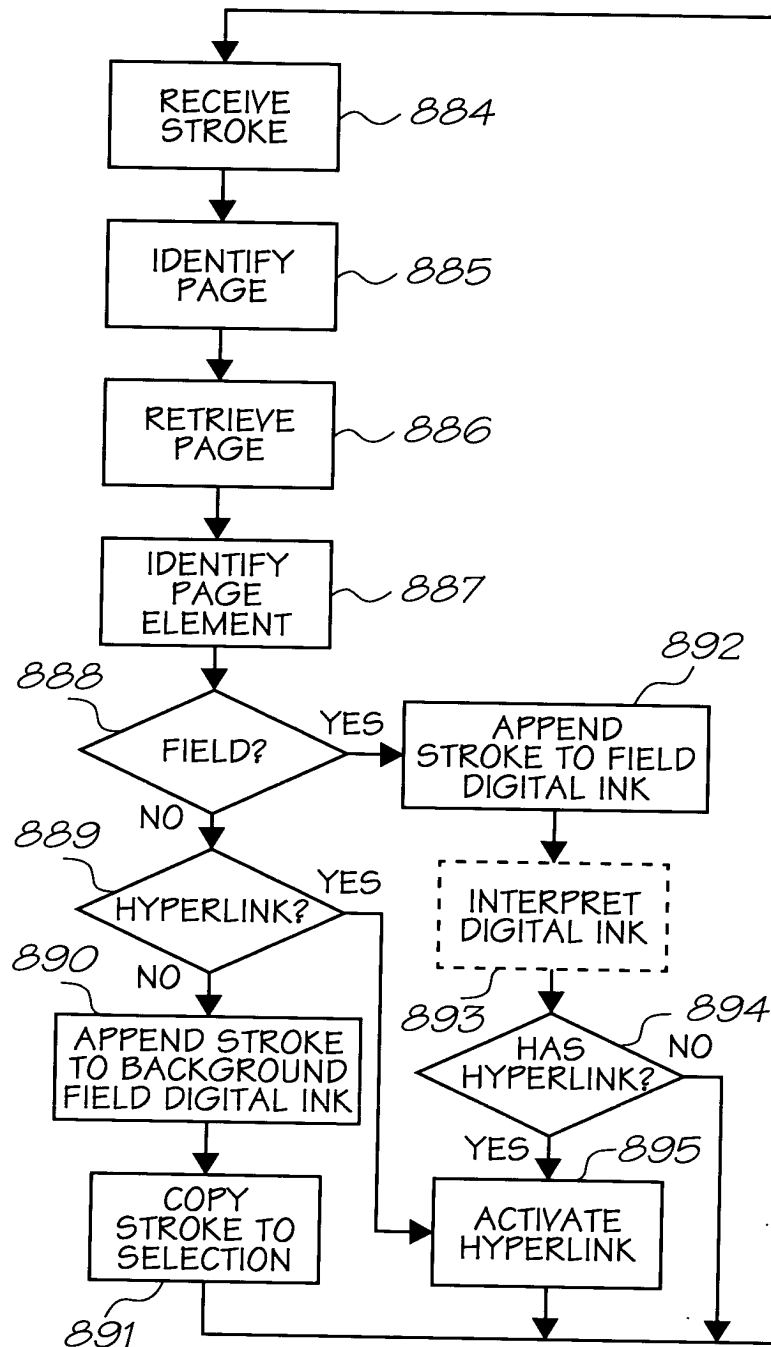 RECEIVE
STROKE
884
IDENTIFY
PAGE
885
RETRIEVE
PAGE
886
IDENTIFY
PAGE
ELEMENT
887
888
FIELD?
YES
NO
892
APPEND
STROKE TO FIELD
DIGITAL INK
889
HYPERLINK?
YES
NO
INTERPRET
DIGITAL INK
893
890
APPEND STROKE
TO BACKGROUND
FIELD DIGITAL INK
894
HAS
HYPERLINK?
NO
YES
895
COPY
STROKE TO
SELECTION
891
ACTIVATE
HYPERLINK